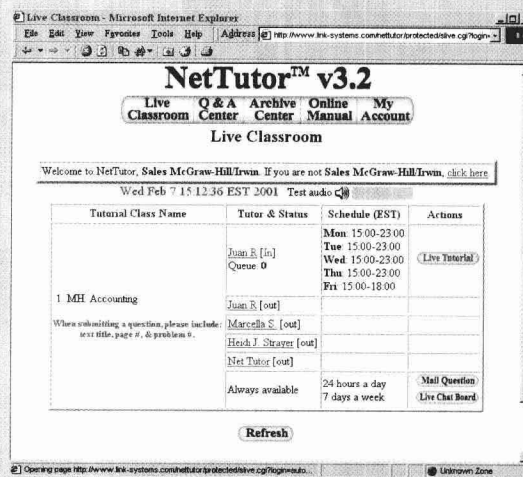 Live Classroom - Microsoft Internet Explorer
File Edit View Favorites Tools Help Address http://www.link-systems.com/nettutor/protected/slive.cgi?login=
NetTutor™ v3.2
Live Classroom Q & A Center Archive Center Online Manual My Account
Live Classroom
Welcome to NetTutor, Sales McGraw-Hill/Irwin. If you are not Sales McGraw-Hill/Irwin, click here
Wed Feb 7 15:12:36 EST 2001 Test audio
Tutorial Class Name Tutor & Status Schedule (EST) Actions
1 MH Accounting
When submitting a question, please include:
text title, page #, & problem #.
Juan R [In]
Queue: 0
Mon: 15:00-23:00
Tue: 15:00-23:00
Wed: 15:00-23:00
Thu: 15:00-23:00
Fri: 15:00-18:00
Live Tutorial
Juan R [out]
Marcella S. [out]
Heidi J. Strayer [out]
Net Tutor [out]
Always available
24 hours a day
7 days a week
Mail Question
Live Chat Board
Refresh
Opening page http://www.link-systems.com/nettutor/protected/slive.cgi?login=auto... Unknown Zone